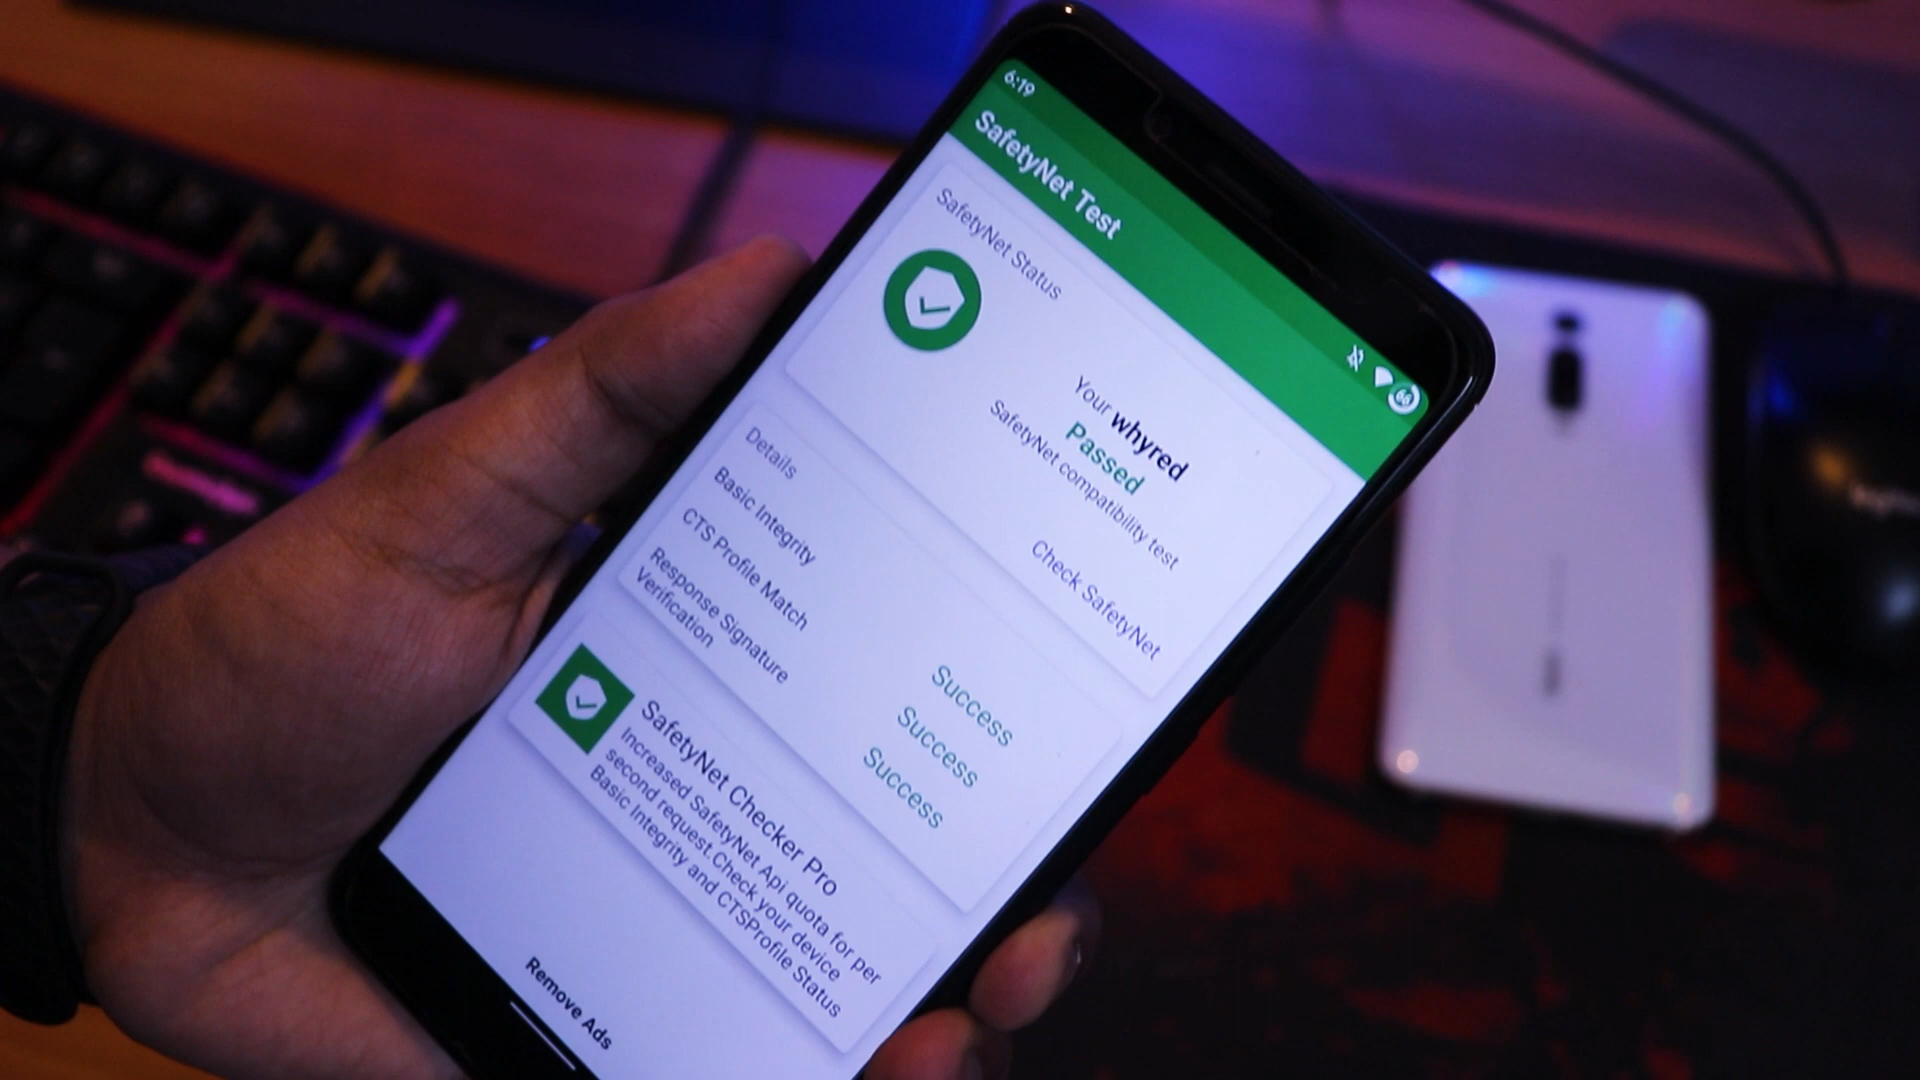 6:19
66
SafetyNet Test
SafetyNet Status
Your whyred
Passed
SafetyNet compatibility test
Check SafetyNet
Details
Basic Integrity
Success
CTS Profile Match
Success
Response Signature
Verification
Success
SafetyNet Checker Pro
Increased SafetyNet Api quota for per
second request.Check your device
Basic Integrity and CTSProfile Status
Remove Ads